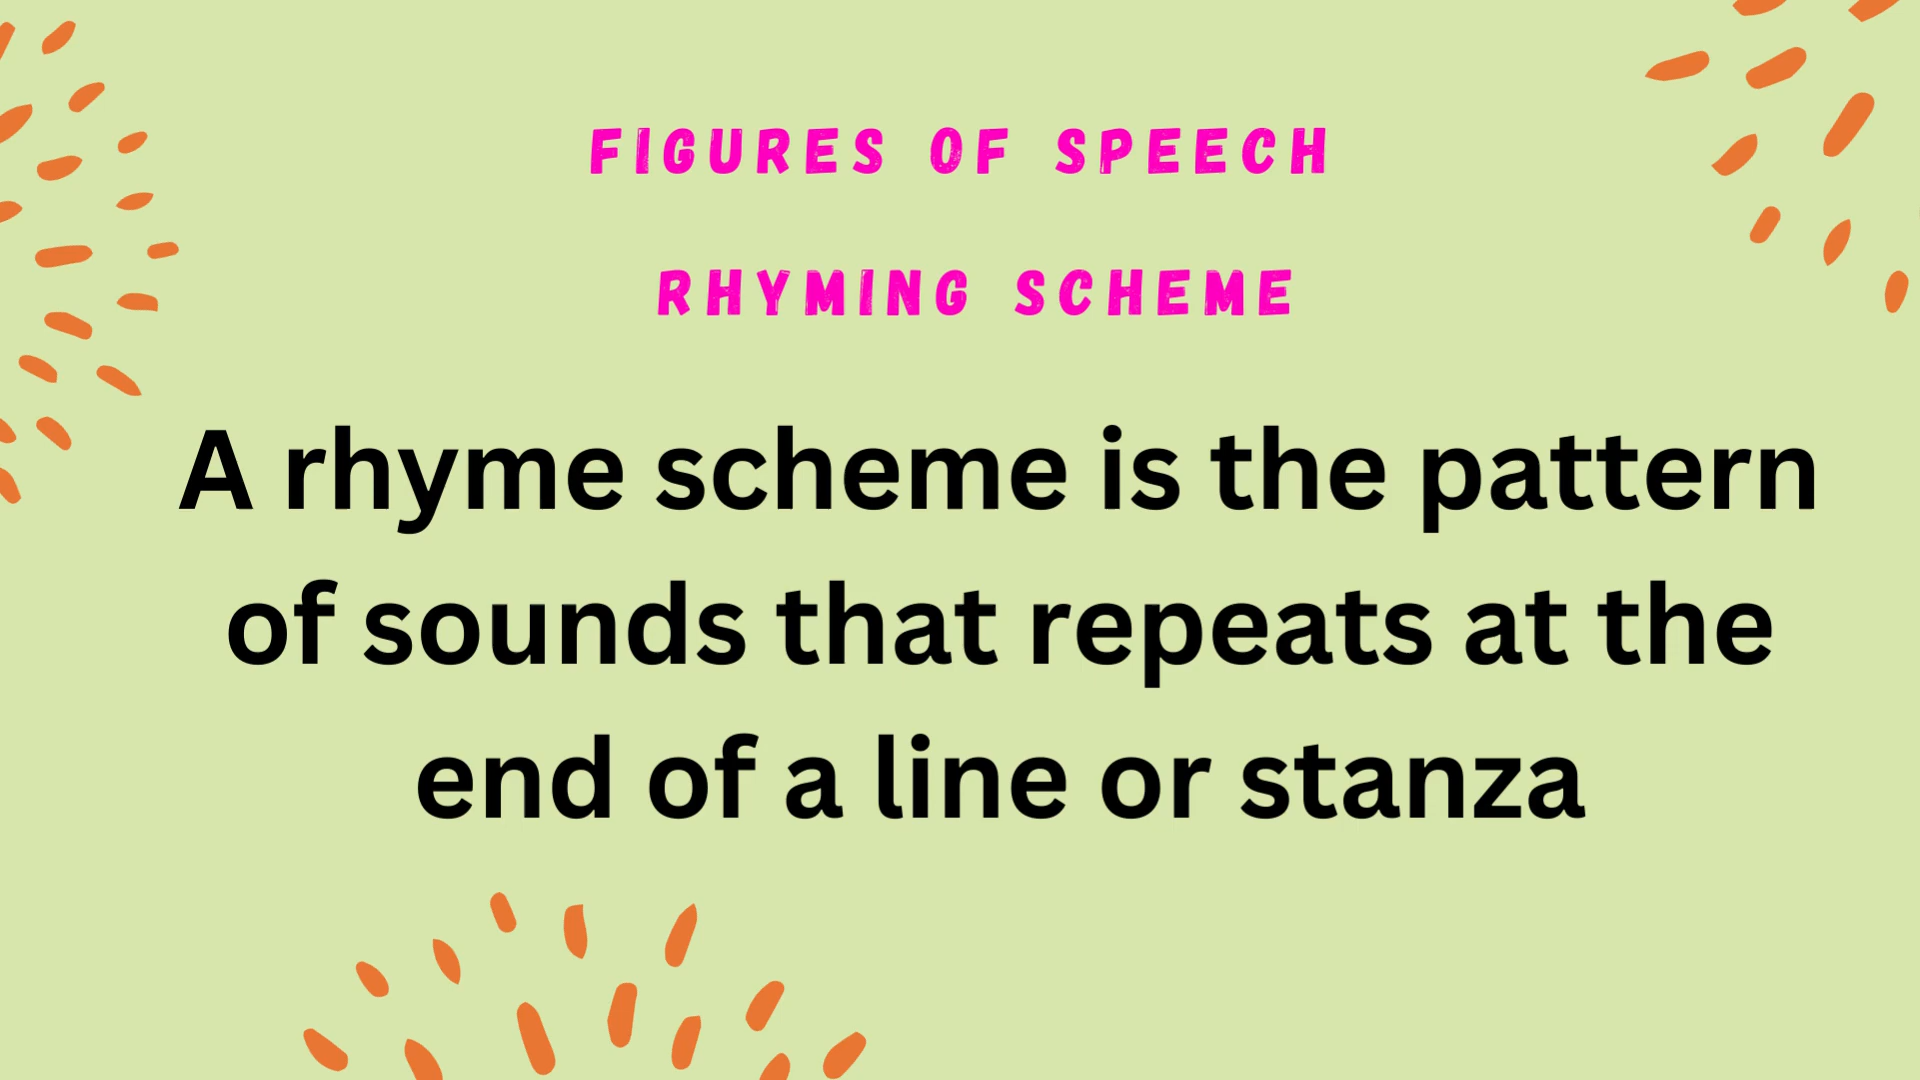 FIGURES OF SPEECH
RHYMING SCHEME
A rhyme scheme is the pattern
of sounds that repeats at the
end of a line or stanza